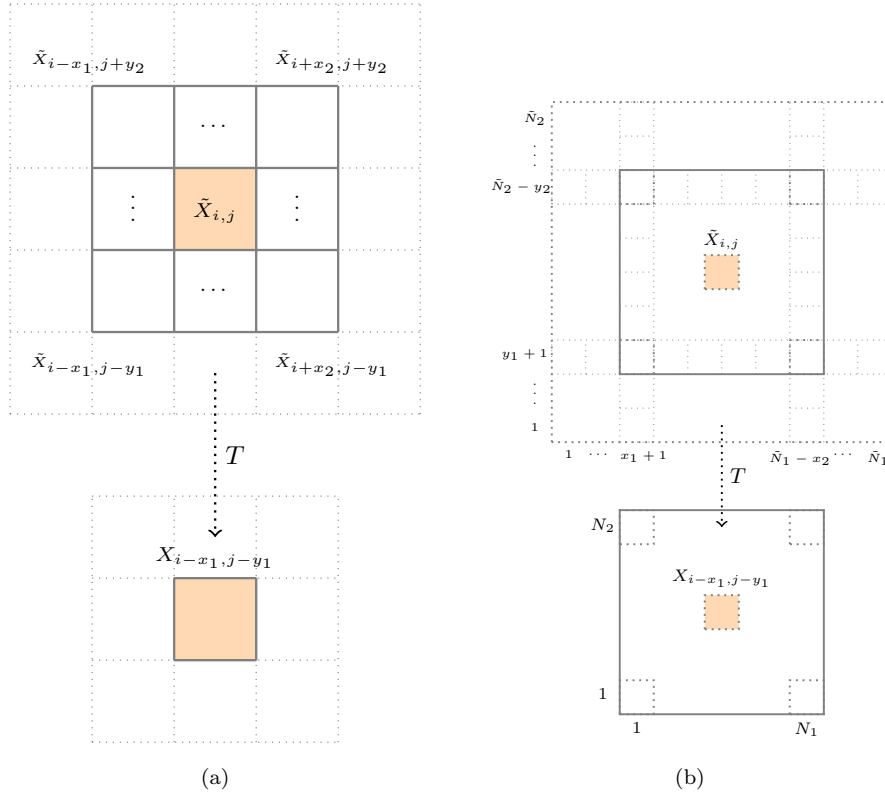 X̃_{i−x_1,j+y_2} X̃_{i+x_2,j+y_2}
⋯
⋮ X̃_{i,j} ⋮
⋯
X̃_{i−x_1,j−y_1} X̃_{i+x_2,j−y_1}
T
X_{i−x_1,j−y_1}
(a)
Ñ_2
⋮
Ñ_2 − y_2
X̃_{i,j}
y_1 + 1
⋮
1
1 ⋯ x_1 + 1 Ñ_1 − x_2 ⋯ Ñ_1
T
N_2
X_{i−x_1,j−y_1}
1
1 N_1
(b)